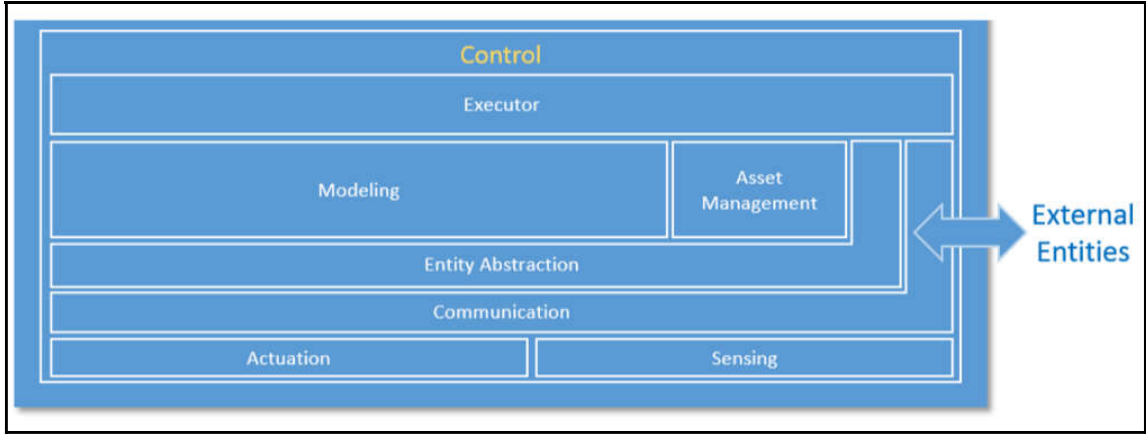 Control
Executor
Modeling
Asset
Management
External
Entities
Entity Abstraction
Communication
Actuation
Sensing